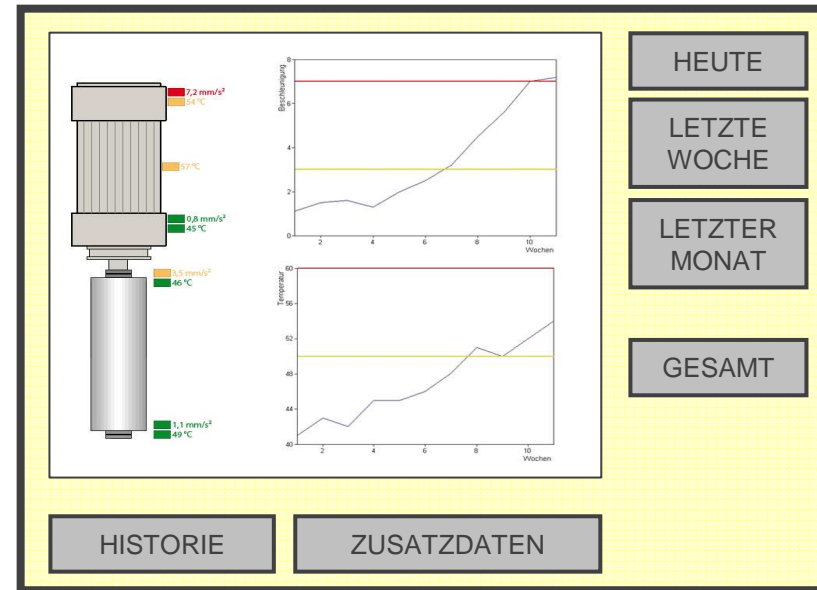 7,2 mm/s²
54 °C
57 °C
0,8 mm/s²
45 °C
3,5 mm/s²
46 °C
1,1 mm/s²
49 °C
Beschleunigung
8
6
4
2
0
2
4
6
8
10
Wochen
Temperatur
60
56
52
48
44
40
2
4
6
8
10
Wochen
HEUTE
LETZTE
WOCHE
LETZTER
MONAT
GESAMT
HISTORIE
ZUSATZDATEN